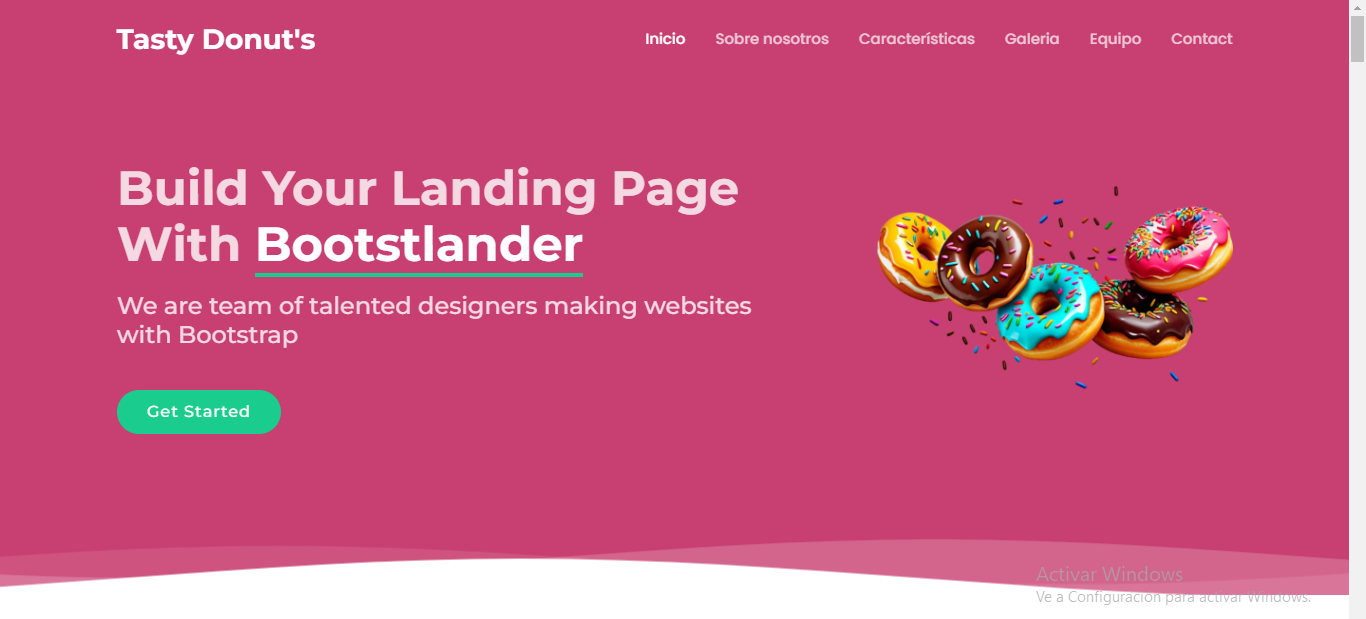 Tasty Donut's
Inicio Sobre nosotros Características Galeria Equipo Contact
Build Your Landing Page
With Bootstlander
We are team of talented designers making websites
with Bootstrap
Get Started
Activar Windows
Ve a Configuración para activar Windows.